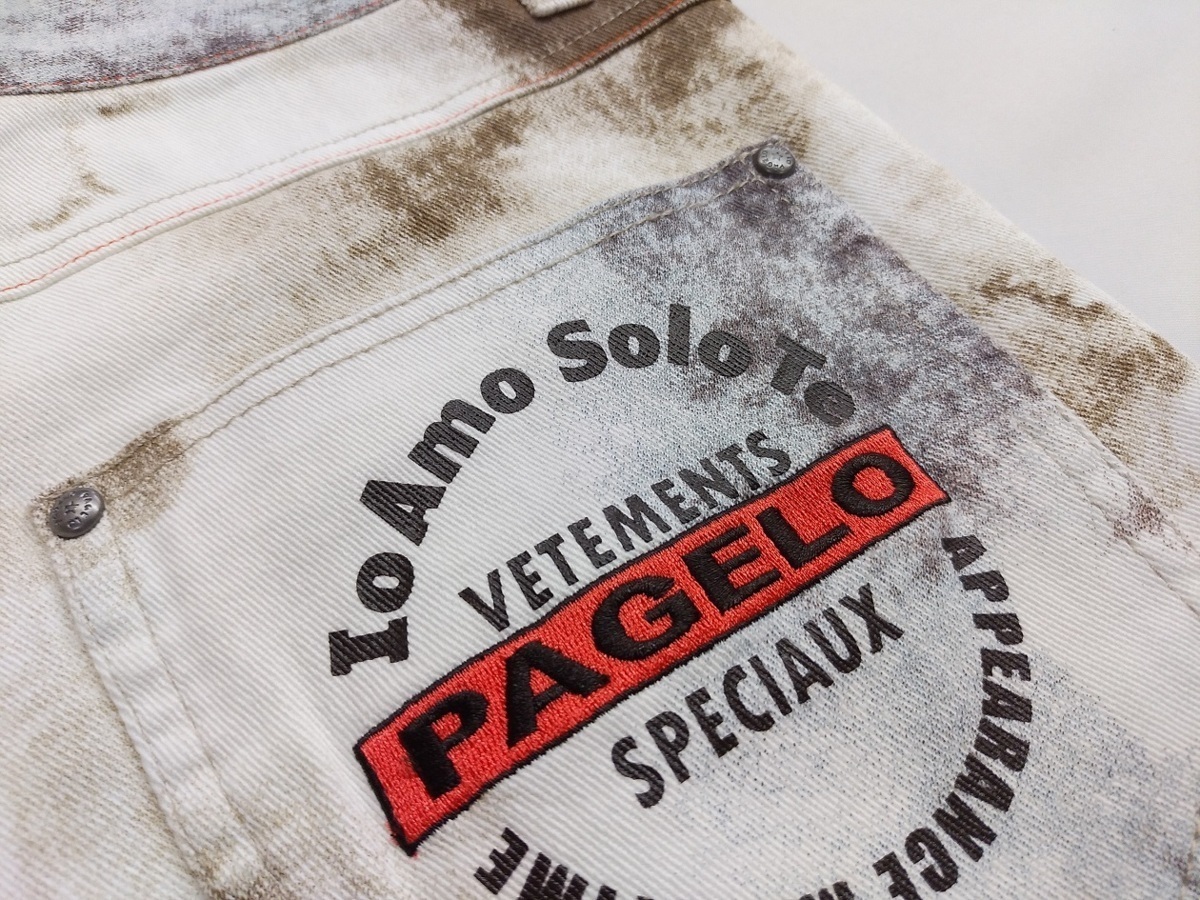 Io Amo Solo Te
VETEMENTS
PAGELO
SPECIAUX
APPEARANCE